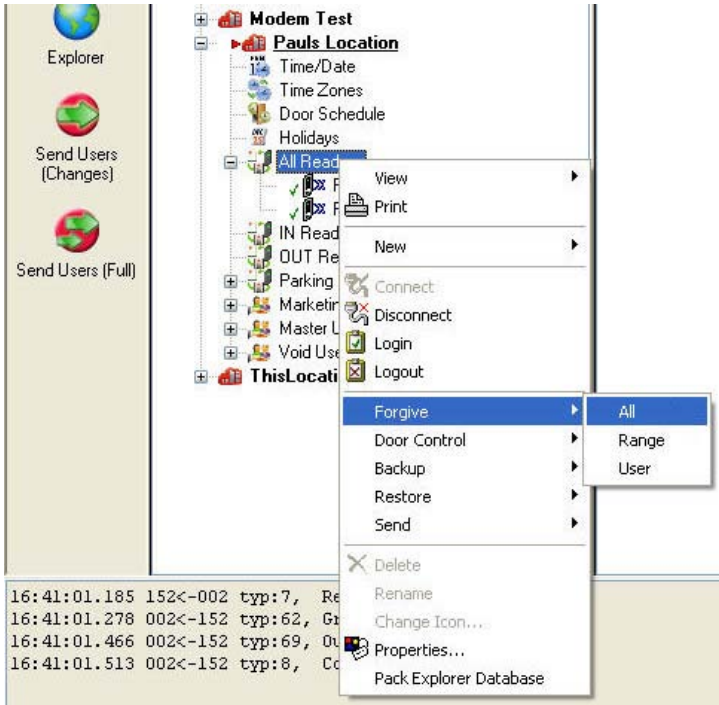 Explorer
Send Users
(Changes)
Send Users (Full)
Modem Test
Pauls Location
Time/Date
Time Zones
Door Schedule
Holidays
All Read
IN Read
OUT Re
Parking
Marketin
Master U
Void Use
ThisLocati
View
Print
New
Connect
Disconnect
Login
Logout
Forgive
Door Control
Backup
Restore
Send
Delete
Rename
Change Icon...
Properties...
Pack Explorer Database
All
Range
User
16:41:01.185 152<-002 typ:7, Re
16:41:01.278 002<-152 typ:62, Gr
16:41:01.466 002<-152 typ:69, Ou
16:41:01.513 002<-152 typ:8, Co